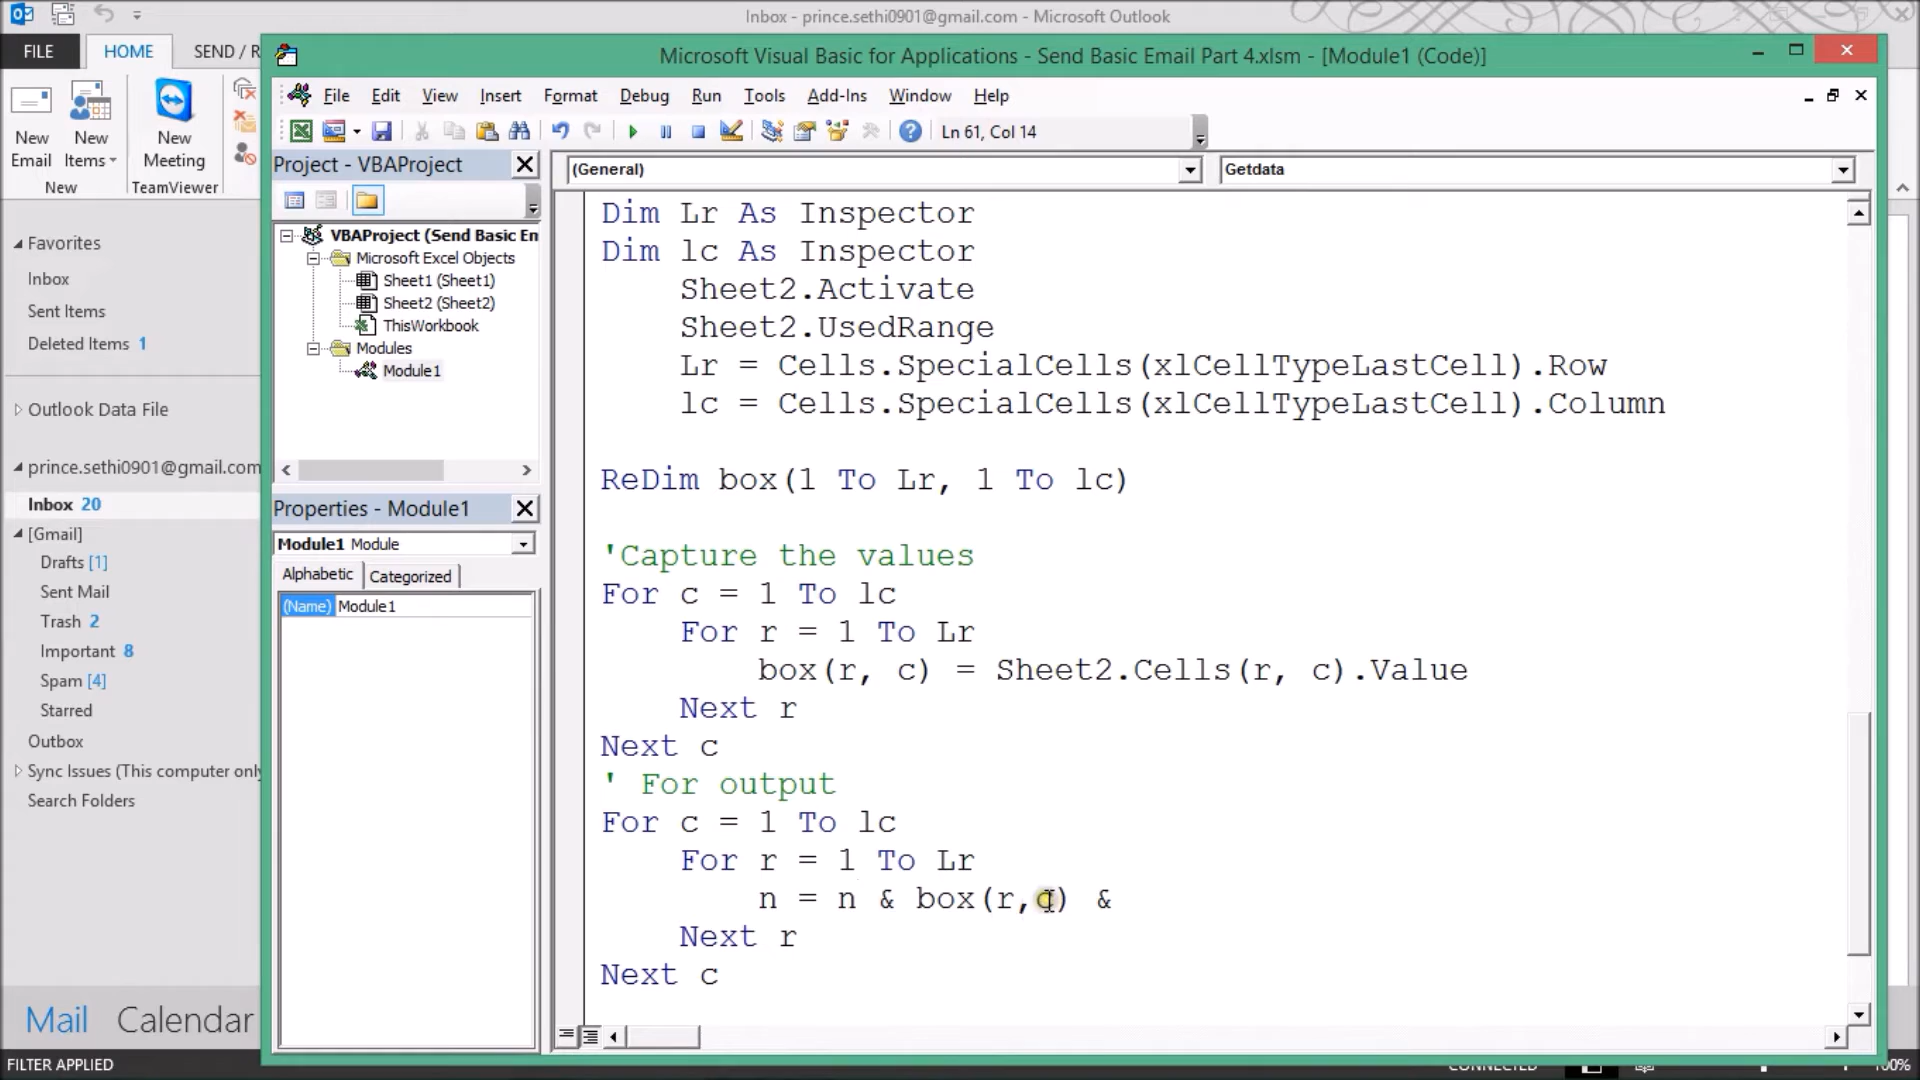 Inbox - prince.sethi0901@gmail.com - Microsoft Outlook
FILE
HOME
SEND / R
New Email
New Items
New Meeting
New
TeamViewer
Favorites
Inbox
Sent Items
Deleted Items 1
Outlook Data File
prince.sethi0901@gmail.com
Inbox 20
[Gmail]
Drafts [1]
Sent Mail
Trash 2
Important 8
Spam [4]
Starred
Outbox
Sync Issues (This computer only
Search Folders
Mail Calendar
FILTER APPLIED
CONNECTED
100%
Microsoft Visual Basic for Applications - Send Basic Email Part 4.xlsm - [Module1 (Code)]
File Edit View Insert Format Debug Run Tools Add-Ins Window Help
Ln 61, Col 14
Project - VBAProject
VBAProject (Send Basic En
Microsoft Excel Objects
Sheet1 (Sheet1)
Sheet2 (Sheet2)
ThisWorkbook
Modules
Module1
Properties - Module1
Module1 Module
Alphabetic Categorized
(Name) Module1
(General)
Getdata
Dim Lr As Inspector
Dim lc As Inspector
Sheet2.Activate
Sheet2.UsedRange
Lr = Cells.SpecialCells(xlCellTypeLastCell).Row
lc = Cells.SpecialCells(xlCellTypeLastCell).Column
ReDim box(1 To Lr, 1 To lc)
'Capture the values
For c = 1 To lc
For r = 1 To Lr
box(r, c) = Sheet2.Cells(r, c).Value
Next r
Next c
' For output
For c = 1 To lc
For r = 1 To Lr
n = n & box(r,c) &
Next r
Next c